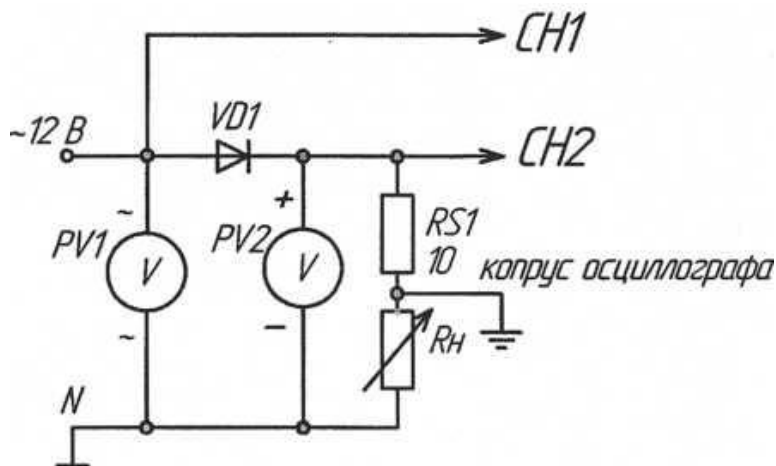 CH1
VD1
~12 В
CH2
~
+
PV1
V
PV2
V
RS1
10
копрус осциллографа
~
–
Rн
N